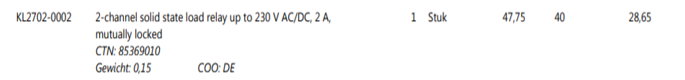 KL2702-0002 2-channel solid state load relay up to 230 V AC/DC, 2 A, 1 Stuk 47,75 40 28,65
mutually locked
CTN: 85369010
Gewicht: 0,15 COO: DE